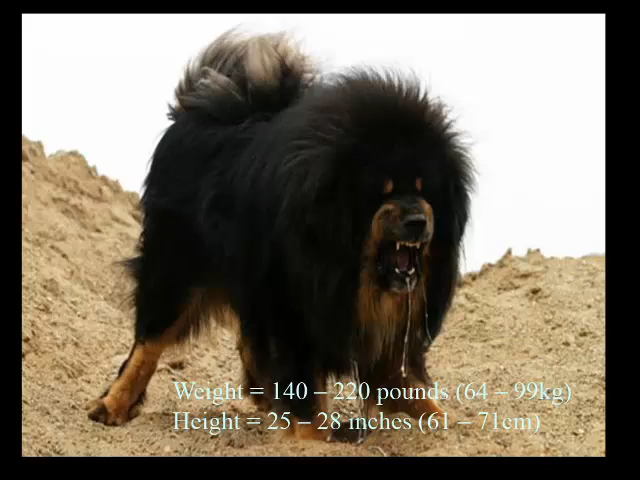 Weight = 140 – 220 pounds (64 – 99kg)
Height = 25 – 28 inches (61 – 71cm)